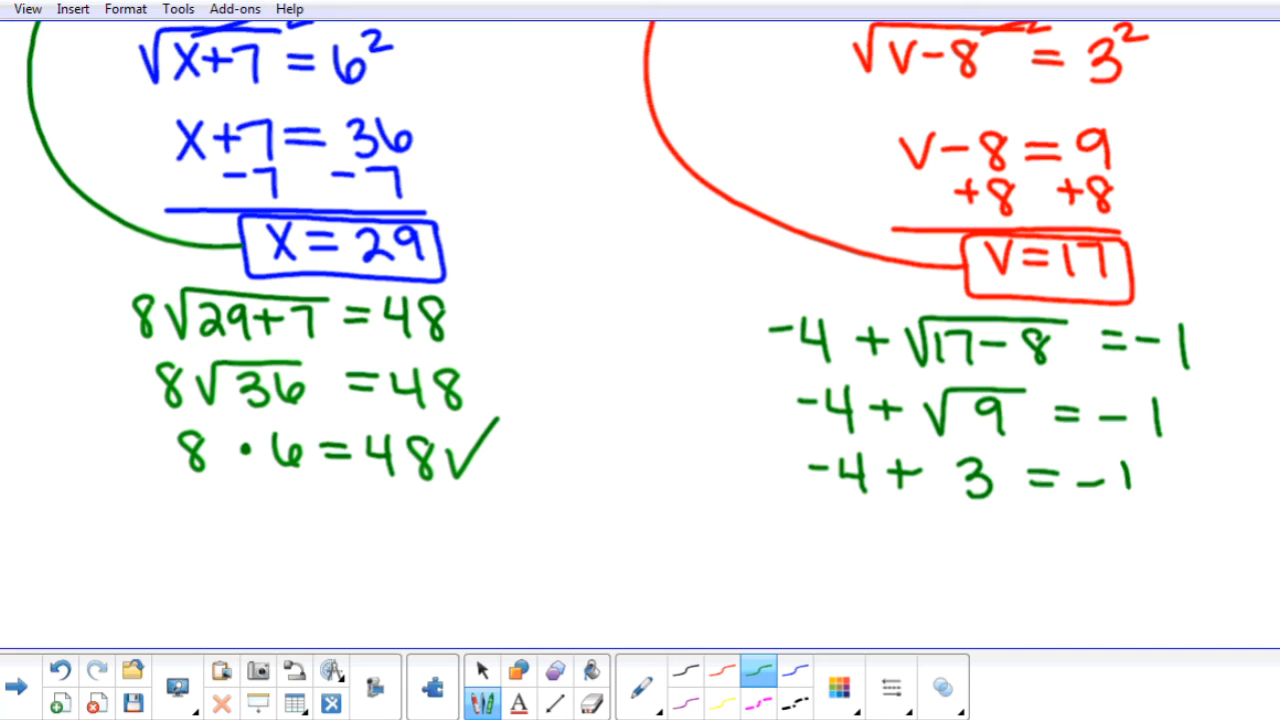 View Insert Format Tools Add-ons Help
√x+7 = 6²
x+7 = 36
-7 -7
x = 29
8√29+7 = 48
8√36 = 48
8 · 6 = 48✓
√v-8 = 3²
v-8 = 9
+8 +8
v=17
-4 + √17-8 = -1
-4 + √9 = -1
-4 + 3 = -1
A